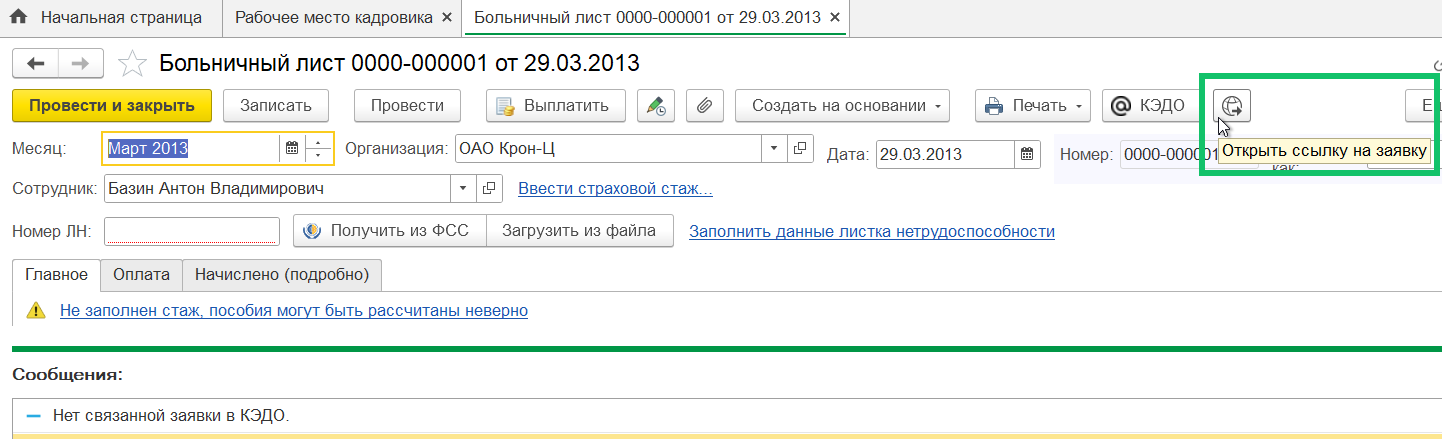 Начальная страница Рабочее место кадровика × Больничный лист 0000-000001 от 29.03.2013 ×
Больничный лист 0000-000001 от 29.03.2013
Провести и закрыть Записать Провести Выплатить Создать на основании Печать @ КЭДО
Месяц: Март 2013 Организация: ОАО Крон-Ц Дата: 29.03.2013 Номер: 0000-000001 Открыть ссылку на заявку
как:
Сотрудник: Базин Антон Владимирович Ввести страховой стаж...
Номер ЛН: Получить из ФСС Загрузить из файла Заполнить данные листка нетрудоспособности
Главное Оплата Начислено (подробно)
Не заполнен стаж, пособия могут быть рассчитаны неверно
Сообщения:
— Нет связанной заявки в КЭДО.